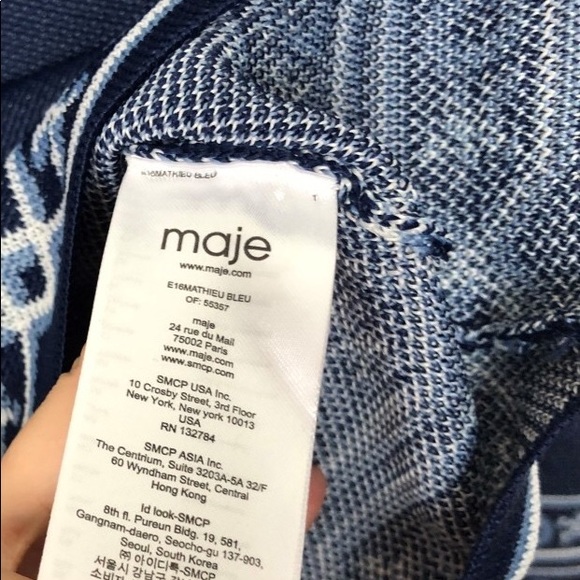 E16MATHIEU BLEU
1
maje
www.maje.com
E16MATHIEU BLEU
OF: 55357
maje
24 rue du Mail
75002 Paris
www.maje.com
www.smcp.com
SMCP USA Inc.
10 Crosby Street, 3rd Floor
New York, New york 10013
USA
RN 132784
SMCP ASIA Inc.
The Centrium, Suite 3203A-5A 32/F
60 Wyndham Street, Central
Hong Kong
Id look-SMCP
8th fl. Pureun Bldg. 19, 581,
Gangnam-daero, Seocho-gu 137-903,
Seoul, South Korea
㈜ 아이디룩-SMCP
서울시 강남구
소비자